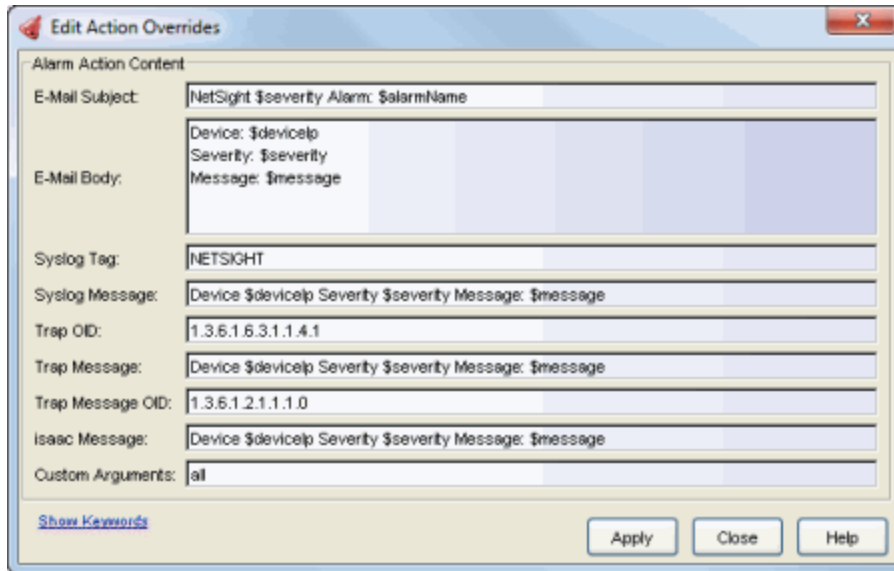 Edit Action Overrides
Alarm Action Content
E-Mail Subject: NetSight $severity Alarm: $alarmName
E-Mail Body:
Device: $deviceIp
Severity: $severity
Message: $message
Syslog Tag: NETSIGHT
Syslog Message: Device $deviceIp Severity $severity Message: $message
Trap OID: 1.3.6.1.6.3.1.1.4.1
Trap Message: Device $deviceIp Severity $severity Message: $message
Trap Message OID: 1.3.6.1.2.1.1.1.0
isaac Message: Device $deviceIp Severity $severity Message: $message
Custom Arguments: all
Show Keywords
Apply Close Help